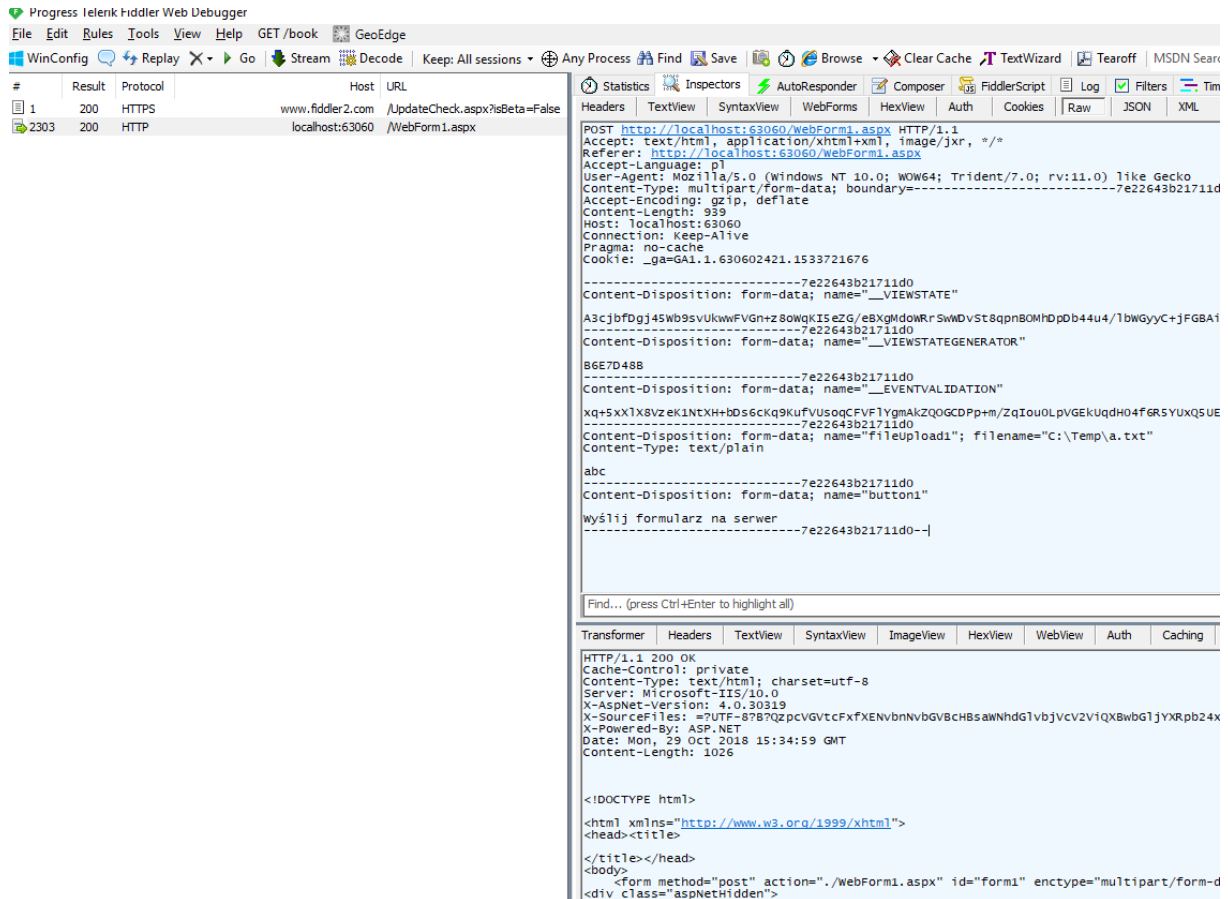 Progress Telerik Fiddler Web Debugger
File Edit Rules Tools View Help GET /book GeoEdge
WinConfig Replay Go Stream Decode Keep: All sessions Any Process Find Save Browse Clear Cache TextWizard Tearoff MSDN Sear
# Result Protocol Host URL
1 200 HTTPS www.fiddler2.com /UpdateCheck.aspx?isBeta=False
2303 200 HTTP localhost:63060 /WebForm1.aspx
Statistics Inspectors AutoResponder Composer FiddlerScript Log Filters Tim
Headers TextView SyntaxView WebForms HexView Auth Cookies Raw JSON XML
POST http://localhost:63060/WebForm1.aspx HTTP/1.1
Accept: text/html, application/xhtml+xml, image/jxr, */*
Referer: http://localhost:63060/WebForm1.aspx
Accept-Language: pl
User-Agent: Mozilla/5.0 (Windows NT 10.0; WOW64; Trident/7.0; rv:11.0) like Gecko
Content-Type: multipart/form-data; boundary=---------------------------7e22643b21711d
Accept-Encoding: gzip, deflate
Content-Length: 939
Host: localhost:63060
Connection: Keep-Alive
Pragma: no-cache
Cookie: _ga=GA1.1.630602421.1533721676
-----------------------------7e22643b21711d0
Content-Disposition: form-data; name="__VIEWSTATE"
A3cjbfDgj45Wb9svUkwwFVGn+z8oWqKI5eZG/eBXgMdoWRrSwWDvSt8qpnBOMhDpDb44u4/lbWGyyC+jFGBAi
-----------------------------7e22643b21711d0
Content-Disposition: form-data; name="__VIEWSTATEGENERATOR"
B6E7D48B
-----------------------------7e22643b21711d0
Content-Disposition: form-data; name="__EVENTVALIDATION"
xq+5xXlX8VzeK1NtXH+bDs6cKq9KufVUsoqCFVFlYgmAkZQOGCDPp+m/ZqIouOLpVGEkUqdHO4f6R5YUxQ5UE
-----------------------------7e22643b21711d0
Content-Disposition: form-data; name="fileUpload1"; filename="C:\Temp\a.txt"
Content-Type: text/plain
abc
-----------------------------7e22643b21711d0
Content-Disposition: form-data; name="button1"
Wyślij formularz na serwer
-----------------------------7e22643b21711d0--
Find... (press Ctrl+Enter to highlight all)
Transformer Headers TextView SyntaxView ImageView HexView WebView Auth Caching
HTTP/1.1 200 OK
Cache-Control: private
Content-Type: text/html; charset=utf-8
Server: Microsoft-IIS/10.0
X-AspNet-Version: 4.0.30319
X-SourceFiles: =?UTF-8?B?QzpcVGVtcFxfXENvbnNvbGVBcHBsaWNhdGlvbjVcV2ViQXBwbGljYXRpb24x
X-Powered-By: ASP.NET
Date: Mon, 29 Oct 2018 15:34:59 GMT
Content-Length: 1026
<!DOCTYPE html>
<html xmlns="http://www.w3.org/1999/xhtml">
<head><title>
</title></head>
<body>
<form method="post" action="./WebForm1.aspx" id="form1" enctype="multipart/form-d
<div class="aspNetHidden">